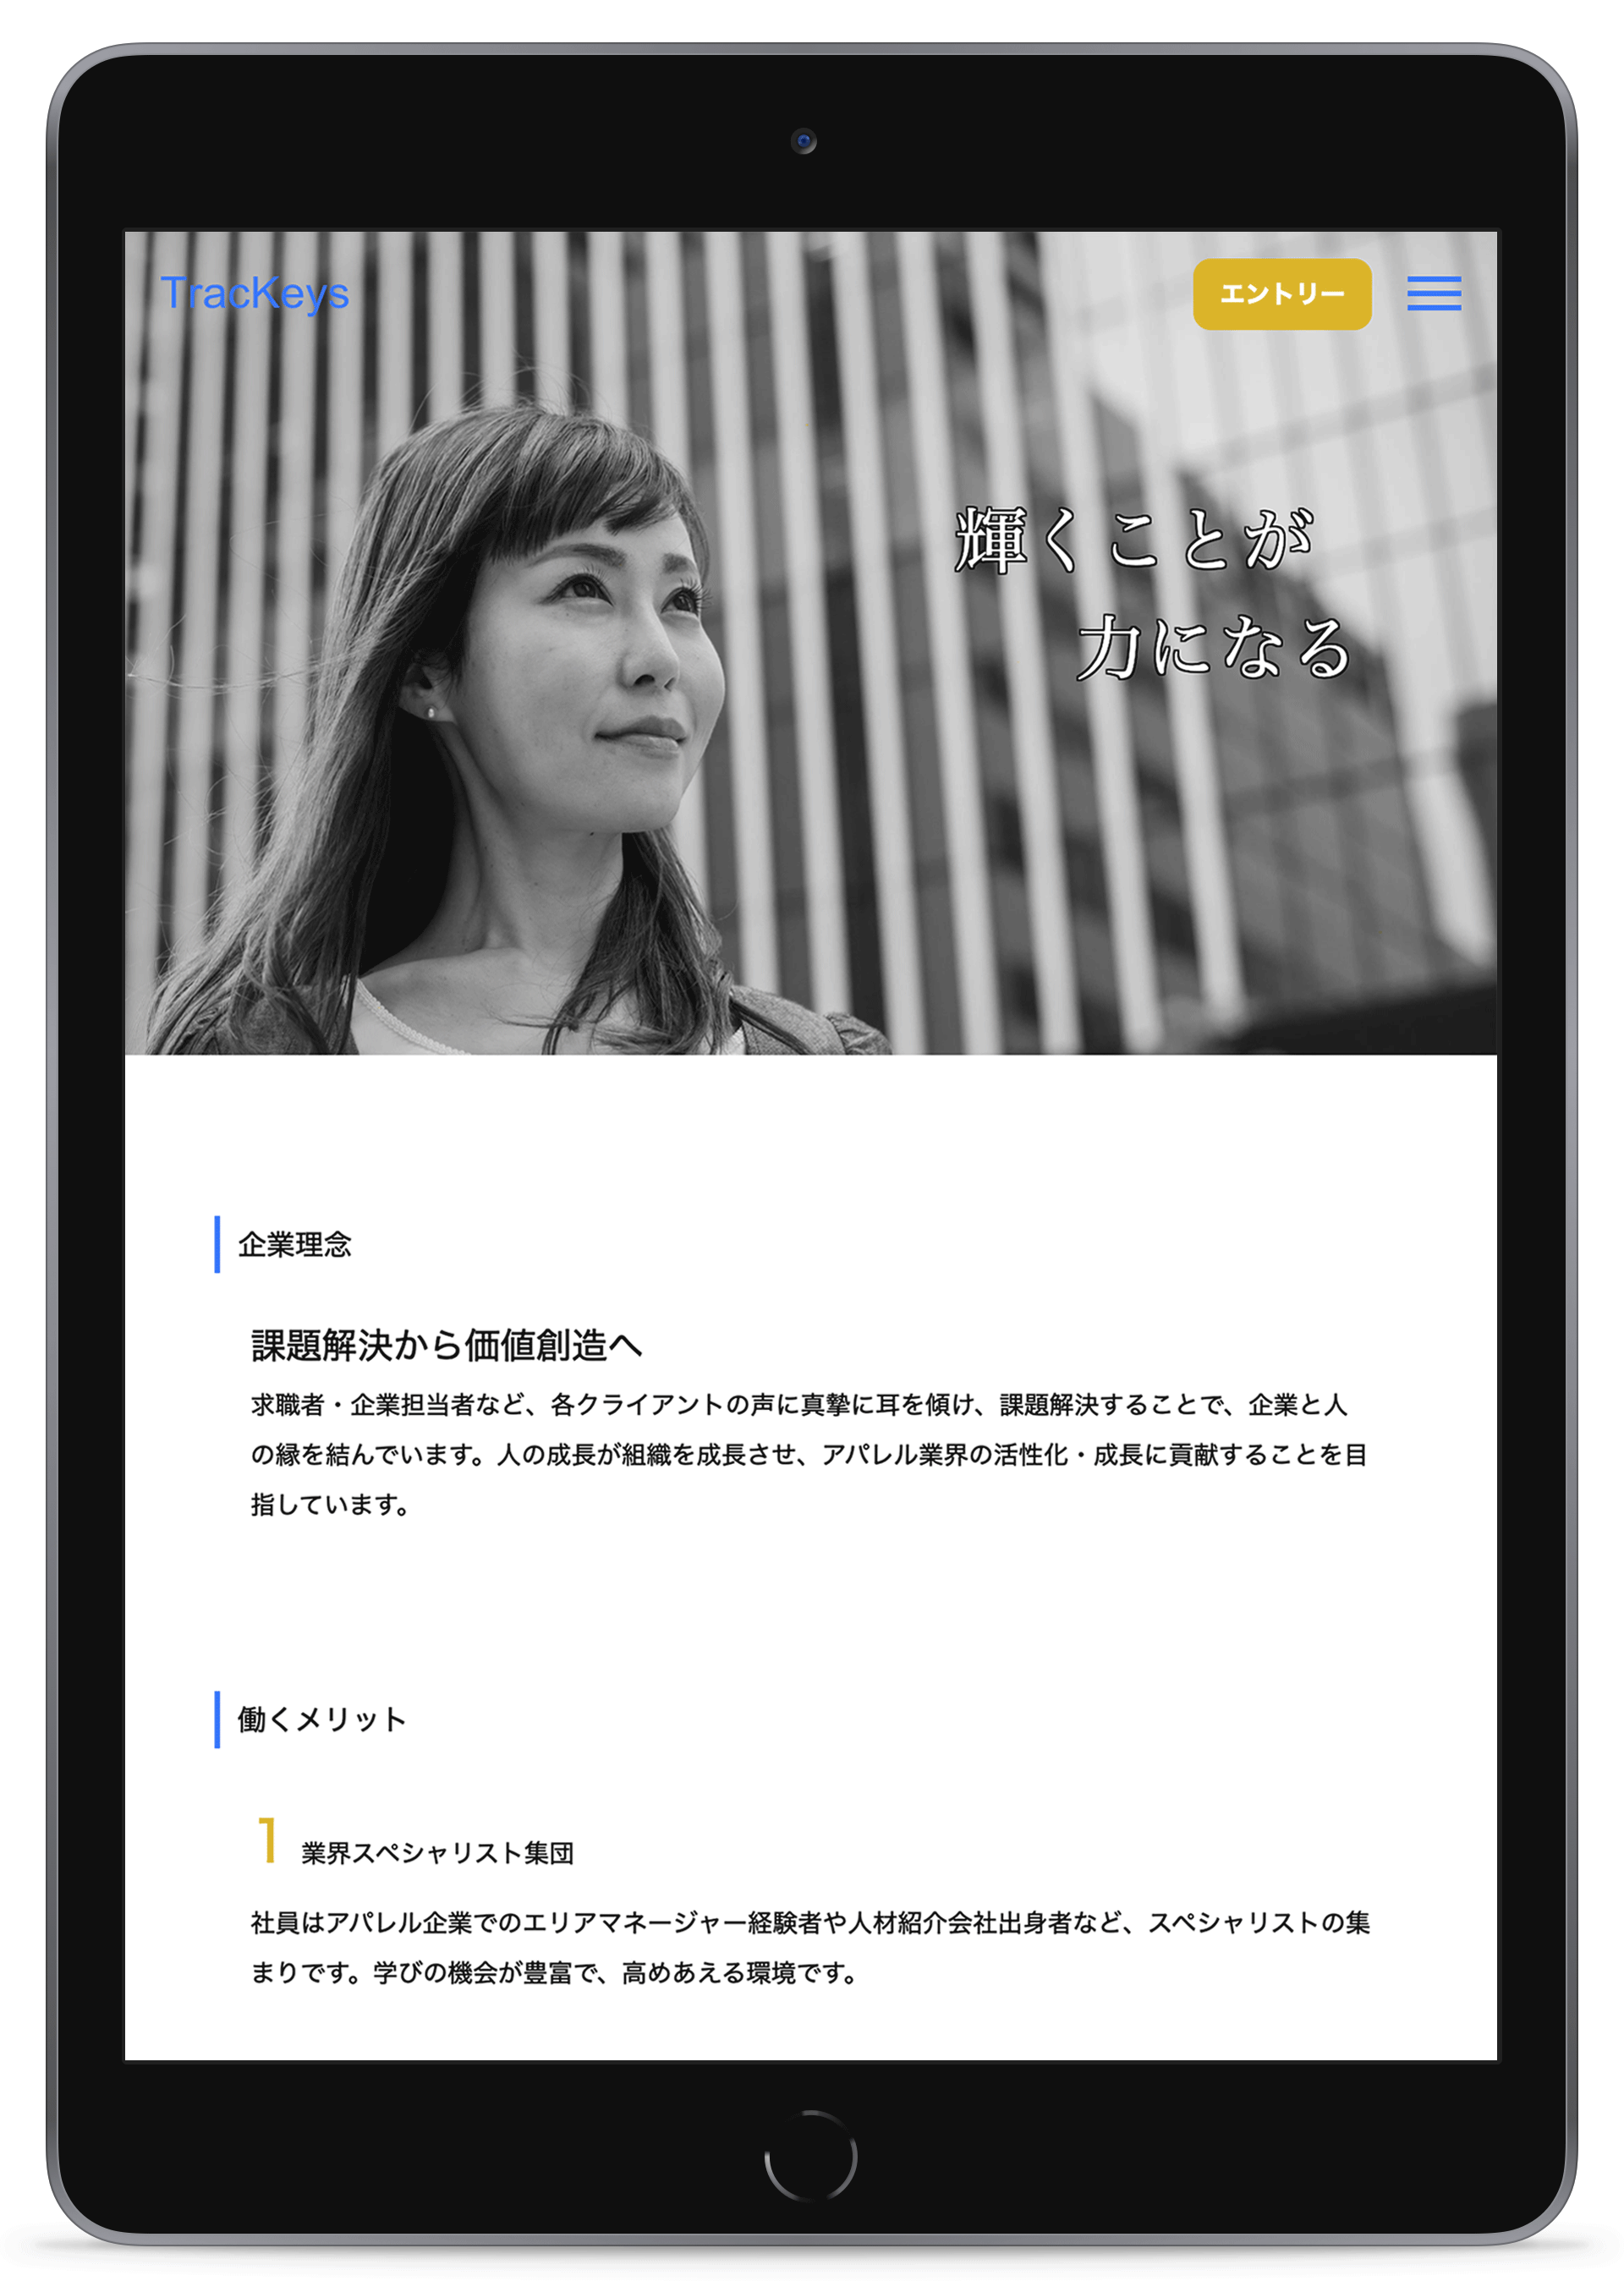 TracKeys
エントリー
輝くことが
力になる
企業理念
課題解決から価値創造へ
求職者・企業担当者など、各クライアントの声に真摯に耳を傾け、課題解決することで、企業と人
の縁を結んでいます。人の成長が組織を成長させ、アパレル業界の活性化・成長に貢献することを目
指しています。
働くメリット
1 業界スペシャリスト集団
社員はアパレル企業でのエリアマネージャー経験者や人材紹介会社出身者など、スペシャリストの集
まりです。学びの機会が豊富で、高めあえる環境です。